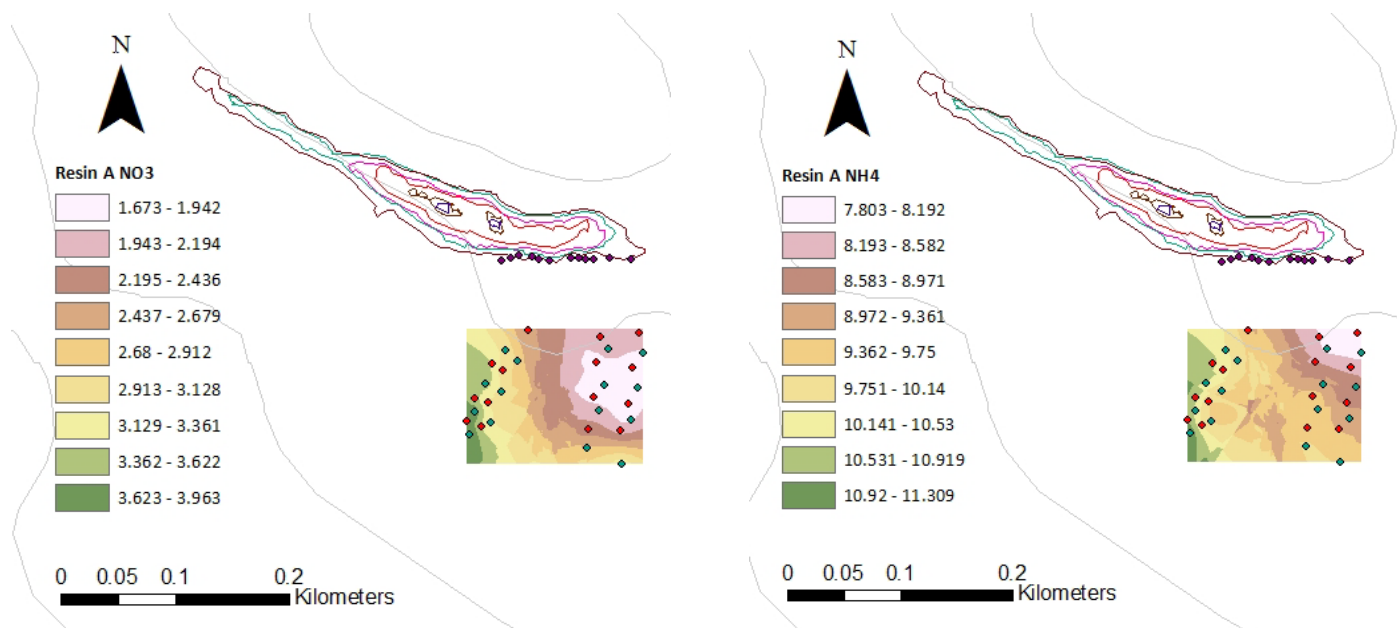 N
Resin A NO3
1.673 - 1.942
1.943 - 2.194
2.195 - 2.436
2.437 - 2.679
2.68 - 2.912
2.913 - 3.128
3.129 - 3.361
3.362 - 3.622
3.623 - 3.963
0 0.05 0.1 0.2
Kilometers
N
Resin A NH4
7.803 - 8.192
8.193 - 8.582
8.583 - 8.971
8.972 - 9.361
9.362 - 9.75
9.751 - 10.14
10.141 - 10.53
10.531 - 10.919
10.92 - 11.309
0 0.05 0.1 0.2
Kilometers